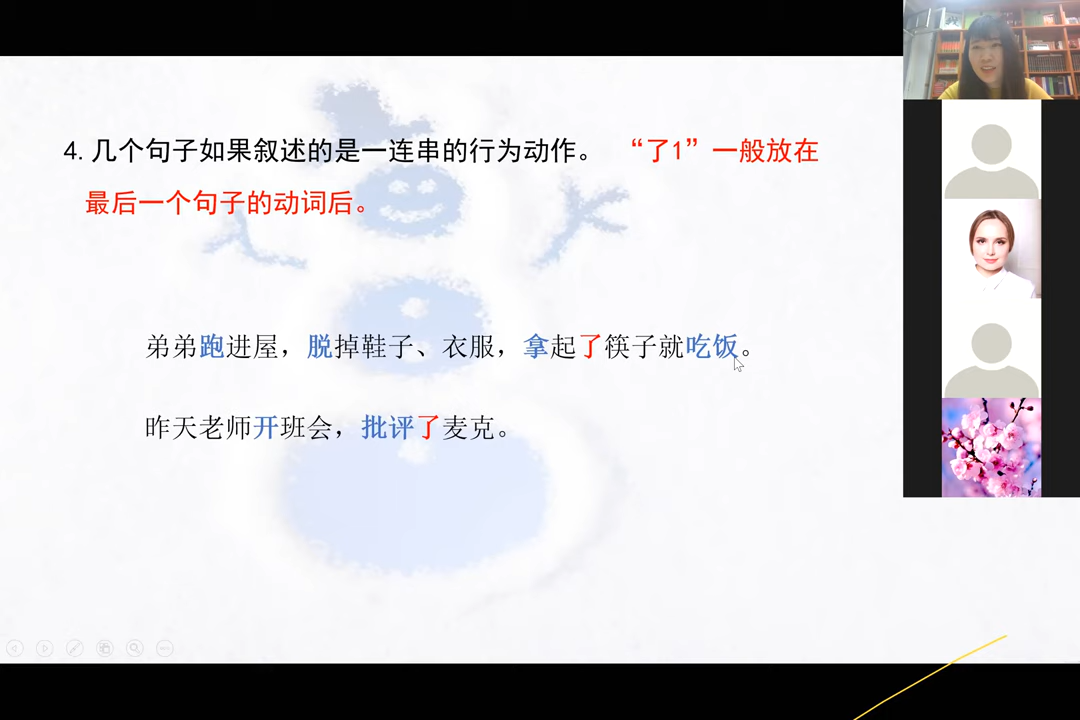 4. 几个句子如果叙述的是一连串的行为动作。 “了1”一般放在
最后一个句子的动词后。
弟弟跑进屋，脱掉鞋子、衣服，拿起了筷子就吃饭。
昨天老师开班会，批评了麦克。